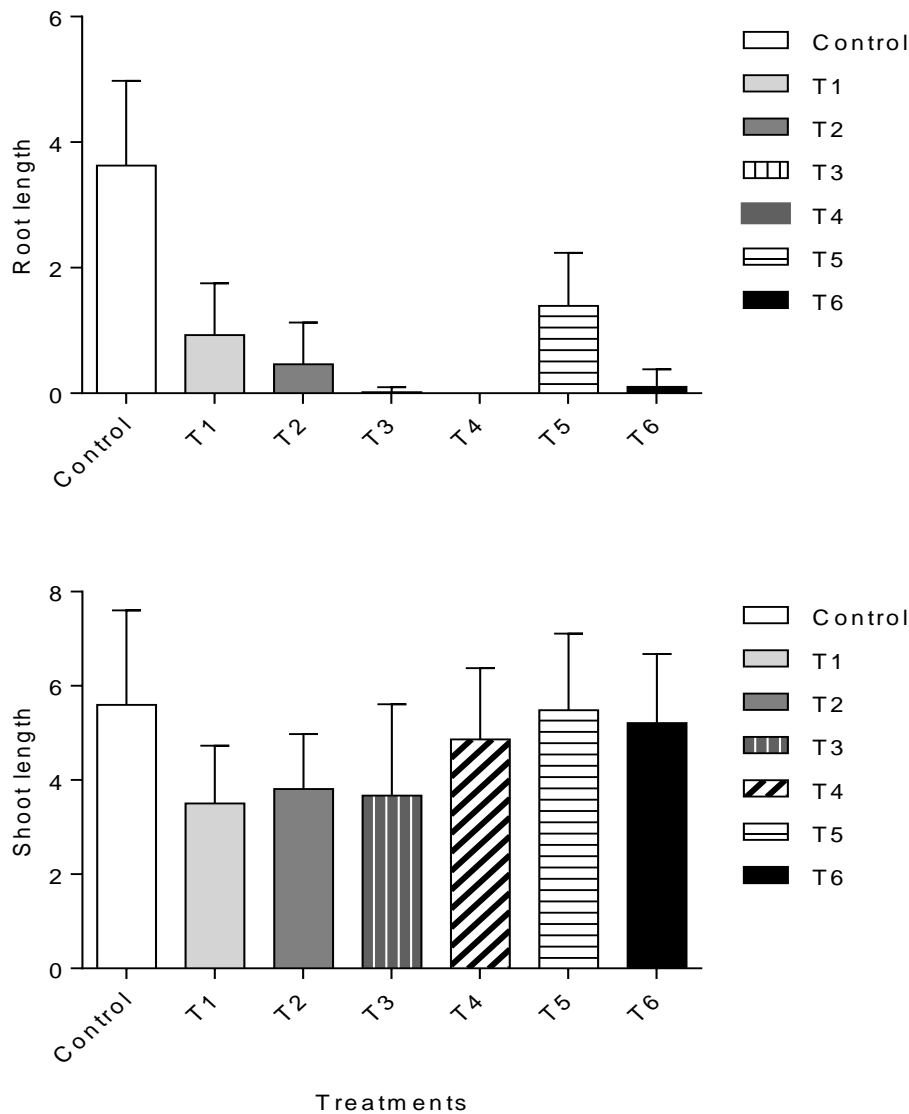 Root length
6
4
2
0
Control
T1
T2
T3
T4
T5
T6
Control
T1
T2
T3
T4
T5
T6
Shoot length
8
6
4
2
0
Control
T1
T2
T3
T4
T5
T6
Treatments
Control
T1
T2
T3
T4
T5
T6